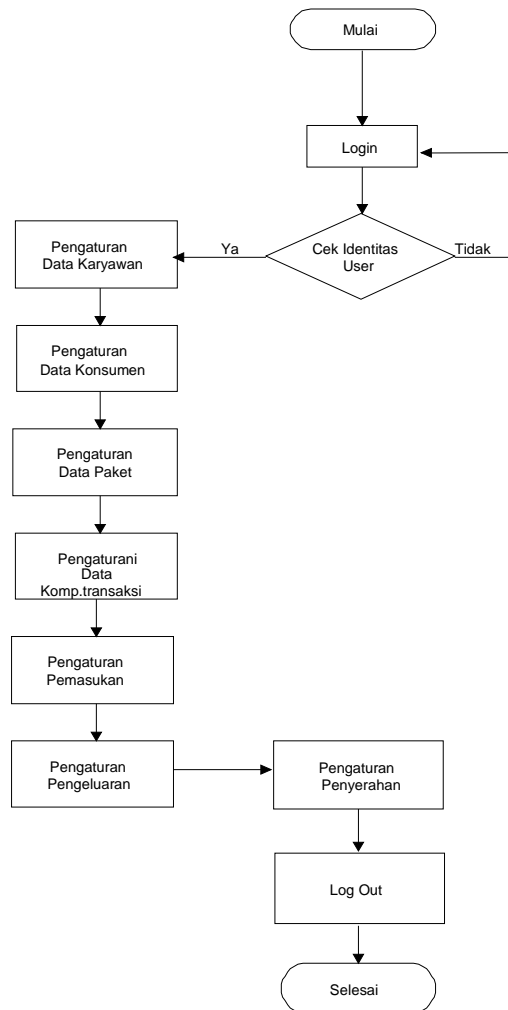 Mulai
Login
Cek Identitas
User
Ya
Tidak
Pengaturan
Data Karyawan
Pengaturan
Data Konsumen
Pengaturan
Data Paket
Pengaturani
Data
Komp.transaksi
Pengaturan
Pemasukan
Pengaturan
Pengeluaran
Pengaturan
Penyerahan
Log Out
Selesai